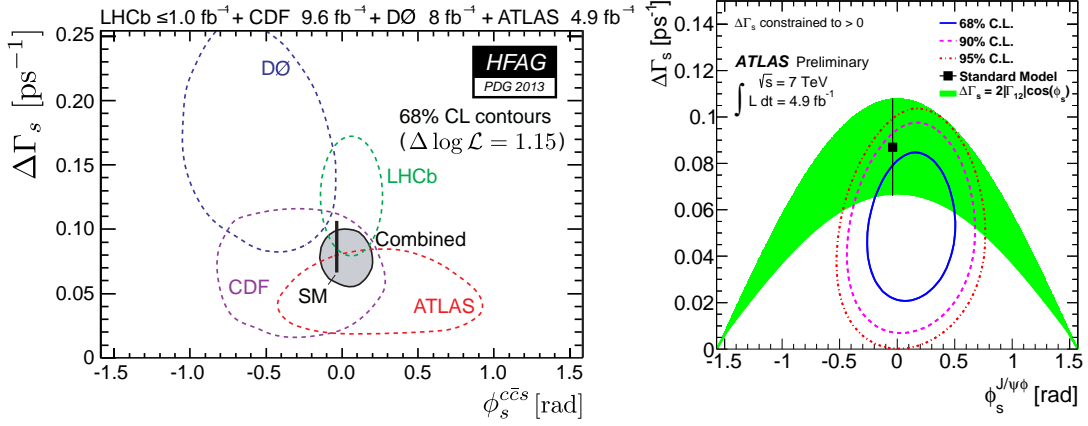 LHCb ≤1.0 fb⁻¹ + CDF 9.6 fb⁻¹ + DØ 8 fb⁻¹ + ATLAS 4.9 fb⁻¹
ΔΓs [ps⁻¹]
0.25
0.20
0.15
0.10
0.05
0
DØ
HFAG
PDG 2013
68% CL contours
(Δ log ℒ = 1.15)
LHCb
Combined
CDF
SM
ATLAS
-1.5 -1.0 -0.5 0.0 0.5 1.0 1.5
ϕs^cc̄s [rad]
ΔΓs [ps⁻¹]
0.14
0.12
0.1
0.08
0.06
0.04
0.02
0
ΔΓs constrained to > 0
ATLAS Preliminary
√s = 7 TeV
∫ L dt = 4.9 fb⁻¹
68% C.L.
90% C.L.
95% C.L.
Standard Model
ΔΓs = 2|Γ12|cos(ϕs)
-1.5 -1 -0.5 0 0.5 1 1.5
ϕs^J/ψϕ [rad]